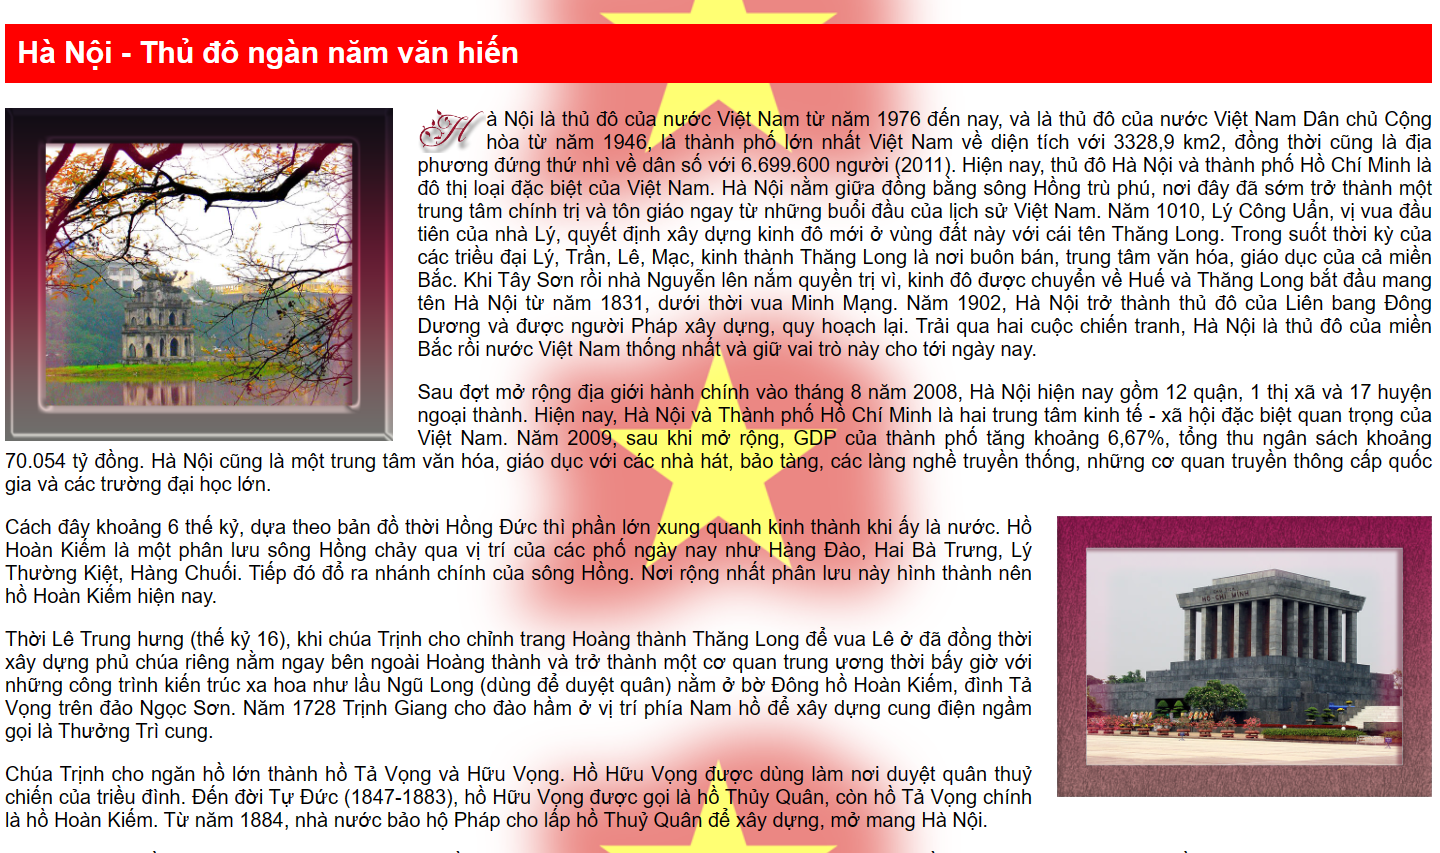 Hà Nội - Thủ đô ngàn năm văn hiến
Hà Nội là thủ đô của nước Việt Nam từ năm 1976 đến nay, và là thủ đô của nước Việt Nam Dân chủ Cộng
hòa từ năm 1946, là thành phố lớn nhất Việt Nam về diện tích với 3328,9 km2, đồng thời cũng là địa
phương đứng thứ nhì về dân số với 6.699.600 người (2011). Hiện nay, thủ đô Hà Nội và thành phố Hồ Chí Minh là
đô thị loại đặc biệt của Việt Nam. Hà Nội nằm giữa đồng bằng sông Hồng trù phú, nơi đây đã sớm trở thành một
trung tâm chính trị và tôn giáo ngay từ những buổi đầu của lịch sử Việt Nam. Năm 1010, Lý Công Uẩn, vị vua đầu
tiên của nhà Lý, quyết định xây dựng kinh đô mới ở vùng đất này với cái tên Thăng Long. Trong suốt thời kỳ của
các triều đại Lý, Trần, Lê, Mạc, kinh thành Thăng Long là nơi buôn bán, trung tâm văn hóa, giáo dục của cả miền
Bắc. Khi Tây Sơn rồi nhà Nguyễn lên nắm quyền trị vì, kinh đô được chuyển về Huế và Thăng Long bắt đầu mang
tên Hà Nội từ năm 1831, dưới thời vua Minh Mạng. Năm 1902, Hà Nội trở thành thủ đô của Liên bang Đông
Dương và được người Pháp xây dựng, quy hoạch lại. Trải qua hai cuộc chiến tranh, Hà Nội là thủ đô của miền
Bắc rồi nước Việt Nam thống nhất và giữ vai trò này cho tới ngày nay.
Sau đợt mở rộng địa giới hành chính vào tháng 8 năm 2008, Hà Nội hiện nay gồm 12 quận, 1 thị xã và 17 huyện
ngoại thành. Hiện nay, Hà Nội và Thành phố Hồ Chí Minh là hai trung tâm kinh tế - xã hội đặc biệt quan trọng của
Việt Nam. Năm 2009, sau khi mở rộng, GDP của thành phố tăng khoảng 6,67%, tổng thu ngân sách khoảng
70.054 tỷ đồng. Hà Nội cũng là một trung tâm văn hóa, giáo dục với các nhà hát, bảo tàng, các làng nghề truyền thống, những cơ quan truyền thông cấp quốc
gia và các trường đại học lớn.
Cách đây khoảng 6 thế kỷ, dựa theo bản đồ thời Hồng Đức thì phần lớn xung quanh kinh thành khi ấy là nước. Hồ
Hoàn Kiếm là một phân lưu sông Hồng chảy qua vị trí của các phố ngày nay như Hàng Đào, Hai Bà Trưng, Lý
Thường Kiệt, Hàng Chuối. Tiếp đó đổ ra nhánh chính của sông Hồng. Nơi rộng nhất phân lưu này hình thành nên
hồ Hoàn Kiếm hiện nay.
Thời Lê Trung hưng (thế kỷ 16), khi chúa Trịnh cho chỉnh trang Hoàng thành Thăng Long để vua Lê ở đã đồng thời
xây dựng phủ chúa riêng nằm ngay bên ngoài Hoàng thành và trở thành một cơ quan trung ương thời bấy giờ với
những công trình kiến trúc xa hoa như lầu Ngũ Long (dùng để duyệt quân) nằm ở bờ Đông hồ Hoàn Kiếm, đình Tả
Vọng trên đảo Ngọc Sơn. Năm 1728 Trịnh Giang cho đào hầm ở vị trí phía Nam hồ để xây dựng cung điện ngầm
gọi là Thưởng Trì cung.
Chúa Trịnh cho ngăn hồ lớn thành hồ Tả Vọng và Hữu Vọng. Hồ Hữu Vọng được dùng làm nơi duyệt quân thuỷ
chiến của triều đình. Đến đời Tự Đức (1847-1883), hồ Hữu Vọng được gọi là hồ Thủy Quân, còn hồ Tả Vọng chính
là hồ Hoàn Kiếm. Từ năm 1884, nhà nước bảo hộ Pháp cho lấp hồ Thuỷ Quân để xây dựng, mở mang Hà Nội.
HỒ CHÍ MINH